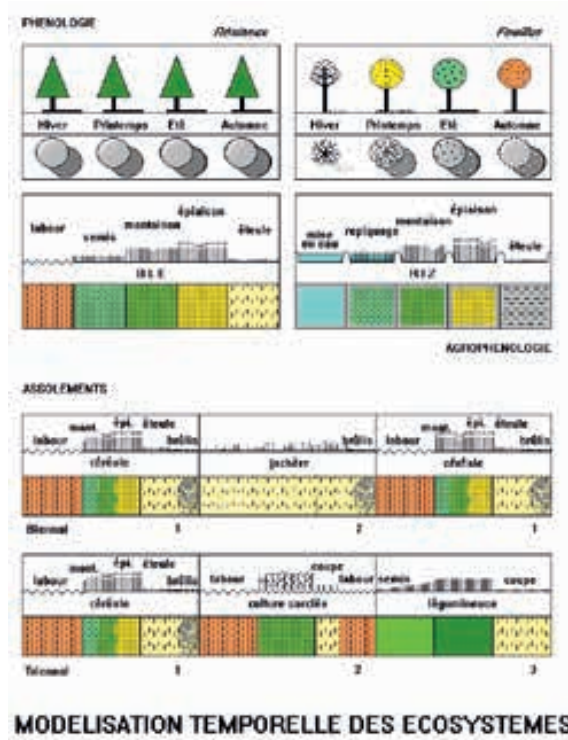 PHENOLOGIE
Résineux
Feuillus
Hiver Printemps Eté Automne
Hiver Printemps Eté Automne
labour semis montaison épiaison éteule
BLE
mise en eau repiquage montaison épiaison éteule
RIZ
AGROPHENOLOGIE
ASSOLEMENTS
labour mont. épi. éteule brûlis
brûlis
labour mont. épi. éteule brûlis
céréale jachère céréale
Biennal 1 2 1
labour mont. épi. éteule brûlis
labour coupe
labour semis coupe
céréale culture sarclée légumineuse
Triennal 1 2 3
MODELISATION TEMPORELLE DES ECOSYSTEMES